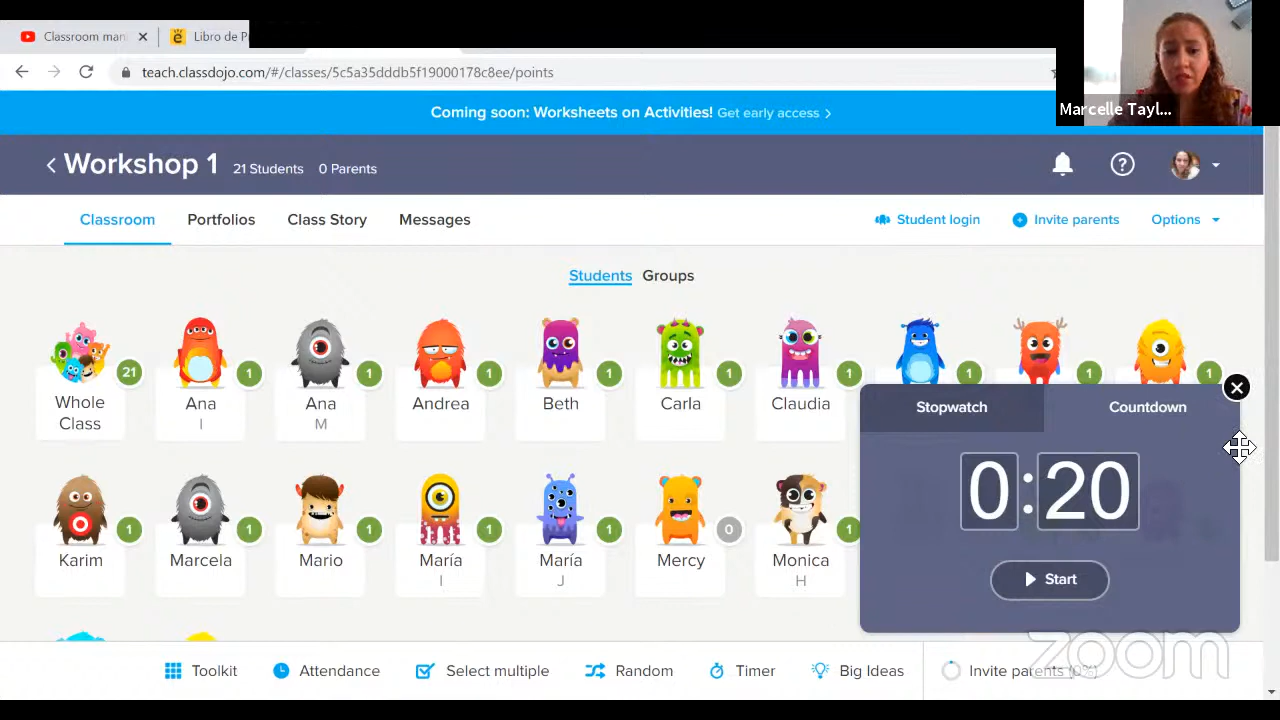 Classroom man
Libro de P
teach.classdojo.com/#/classes/5c5a35dddb5f19000178c8ee/points
Marcelle Tayl...
Coming soon: Worksheets on Activities! Get early access >
Workshop 1 21 Students 0 Parents
Classroom Portfolios Class Story Messages Student login Invite parents Options
Students Groups
21 1 1 1 1 1 1 1 1 1
Whole Class
Ana I
Ana M
Andrea
Beth
Carla
Claudia
Stopwatch Countdown
0:20
Start
1 1 1 1 1 0 1
Karim
Marcela
Mario
María I
María J
Mercy
Monica H
Toolkit Attendance Select multiple Random Timer Big Ideas Invite parents (0%)
zoom